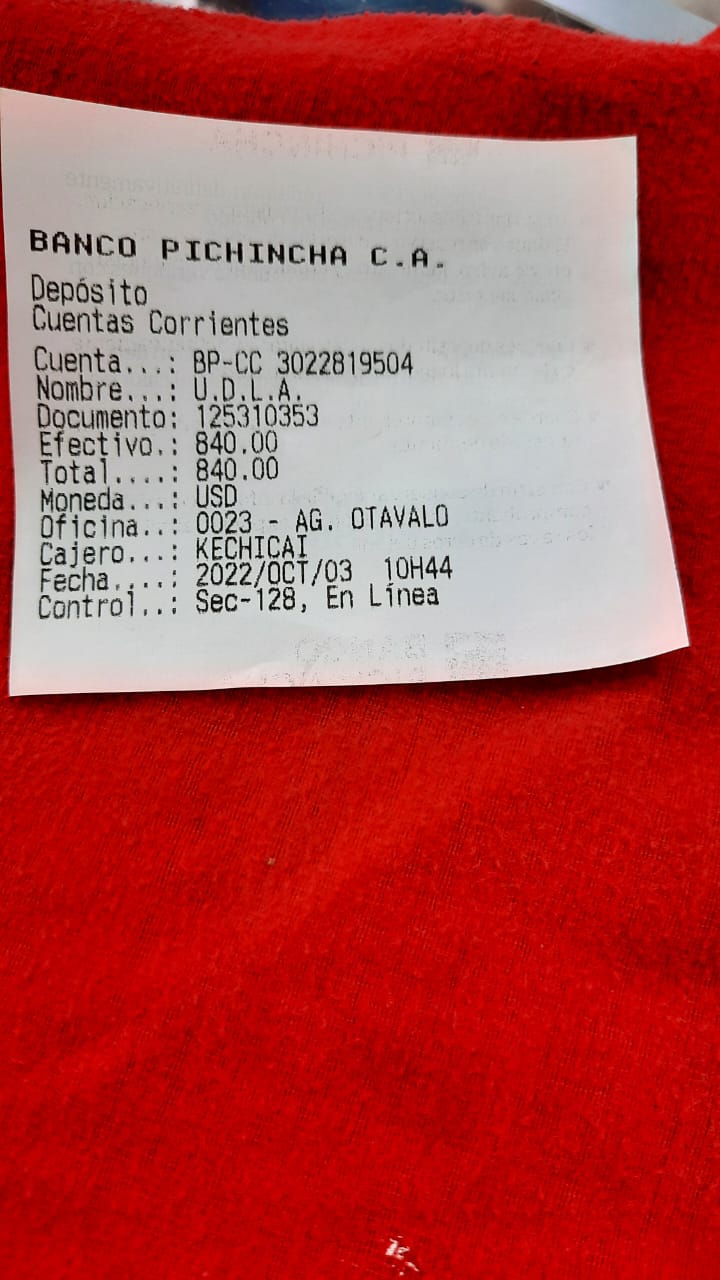 BANCO PICHINCHA C.A.
Depósito
Cuentas Corrientes
Cuenta...: BP-CC 3022819504
Nombre...: U.D.L.A.
Documento: 125310353
Efectivo.: 840.00
Total....: 840.00
Moneda...: USD
Oficina..: 0023 - AG. OTAVALO
Cajero...: KECHICAI
Fecha....: 2022/OCT/03 10H44
Control..: Sec-128, En Línea